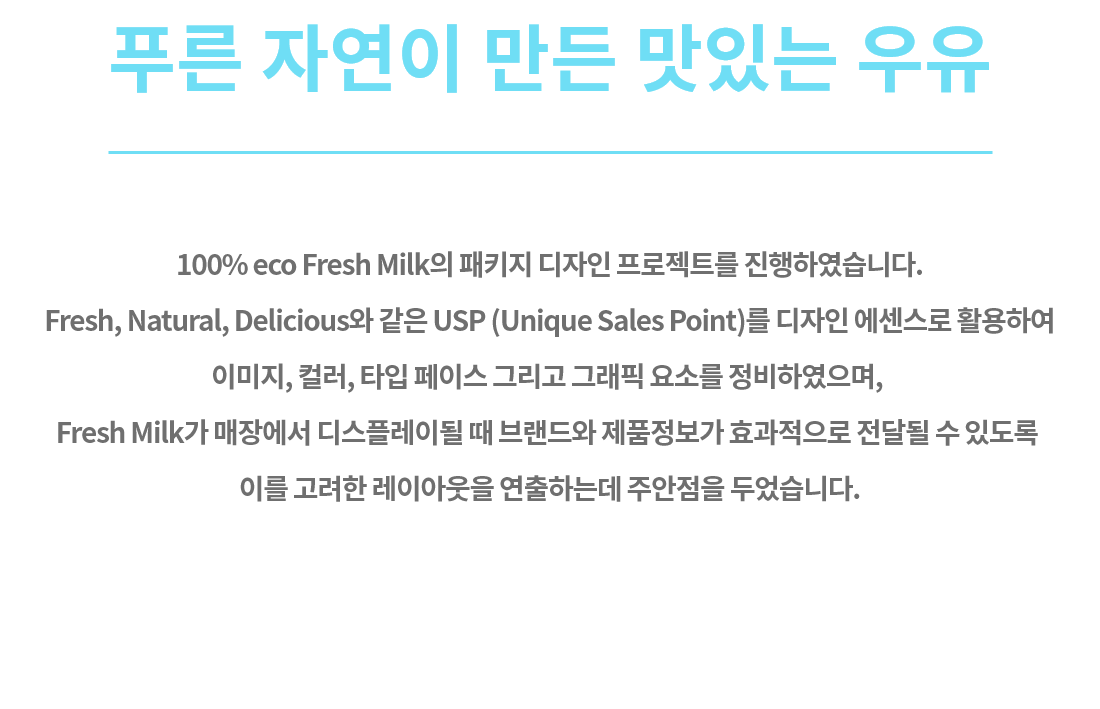 푸른 자연이 만든 맛있는 우유
100% eco Fresh Milk의 패키지 디자인 프로젝트를 진행하였습니다.
Fresh, Natural, Delicious와 같은 USP (Unique Sales Point)를 디자인 에센스로 활용하여
이미지, 컬러, 타입 페이스 그리고 그래픽 요소를 정비하였으며,
Fresh Milk가 매장에서 디스플레이될 때 브랜드와 제품정보가 효과적으로 전달될 수 있도록
이를 고려한 레이아웃을 연출하는데 주안점을 두었습니다.